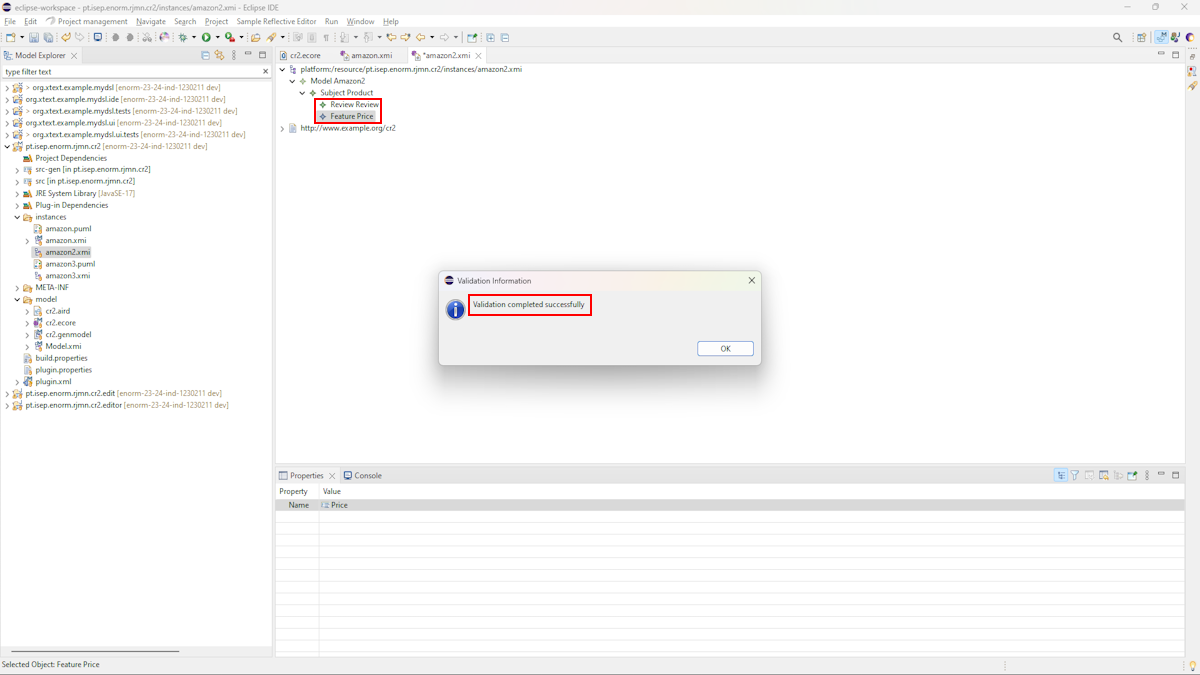 eclipse-workspace - pt.isep.enorm.rjmn.cr2/instances/amazon2.xmi - Eclipse IDE
File Edit Project management Navigate Search Project Sample Reflective Editor Run Window Help
Model Explorer
type filter text
> org.xtext.example.mydsl [enorm-23-24-ind-1230211 dev]
org.xtext.example.mydsl.ide [enorm-23-24-ind-1230211 dev]
> org.xtext.example.mydsl.tests [enorm-23-24-ind-1230211 dev]
org.xtext.example.mydsl.ui [enorm-23-24-ind-1230211 dev]
> org.xtext.example.mydsl.ui.tests [enorm-23-24-ind-1230211 dev]
pt.isep.enorm.rjmn.cr2 [enorm-23-24-ind-1230211 dev]
Project Dependencies
src-gen [in pt.isep.enorm.rjmn.cr2]
src [in pt.isep.enorm.rjmn.cr2]
JRE System Library [JavaSE-17]
Plug-in Dependencies
instances
amazon.puml
amazon.xmi
amazon2.xmi
amazon3.puml
amazon3.xmi
META-INF
model
cr2.aird
cr2.ecore
cr2.genmodel
Model.xmi
build.properties
plugin.properties
plugin.xml
pt.isep.enorm.rjmn.cr2.edit [enorm-23-24-ind-1230211 dev]
pt.isep.enorm.rjmn.cr2.editor [enorm-23-24-ind-1230211 dev]
cr2.ecore amazon.xmi *amazon2.xmi
platform:/resource/pt.isep.enorm.rjmn.cr2/instances/amazon2.xmi
Model Amazon2
Subject Product
Review Review
Feature Price
http://www.example.org/cr2
Validation Information
Validation completed successfully
OK
Properties Console
Property Value
Name Price
Selected Object: Feature Price